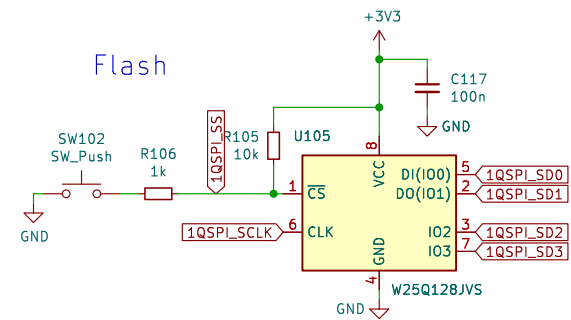 +3V3
Flash
C117
100n
GND
SW102
SW_Push
R106
1k
1QSPI_SS
R105
10k
U105
8
VCC
1
CS
DI(IO0)
5
1QSPI_SD0
DO(IO1)
2
1QSPI_SD1
1QSPI_SCLK
6
CLK
IO2
3
1QSPI_SD2
IO3
7
1QSPI_SD3
GND
GND
4
W25Q128JVS
GND